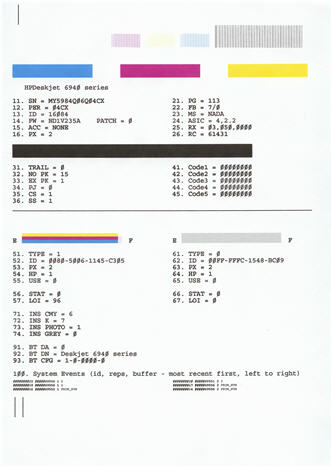 HPDeskjet 694Ø series
11. SN = MY5984Q06Q04CX
12. PER = Ø4CX
13. ID = 16Ø84
14. FW = ND1V235A PATCH = Ø
15. ACC = NONE
16. PX = 2
21. PG = 113
22. FB = 7/Ø
23. MS = NADA
24. ASIC = 4,2.2
25. RX = Ø3,Ø5Ø,ØØØØ
26. RC = 61431
31. TRAIL = Ø
32. NO PK = 15
33. EX PK = 1
34. PJ = Ø
35. CS = 1
36. SS = 1
41. Code1 = ØØØØØØØØ
42. Code2 = ØØØØØØØØ
43. Code3 = ØØØØØØØØ
44. Code4 = ØØØØØØØØ
45. Code5 = ØØØØØØØØ
E F E F
51. TYPE = Ø
52. ID = ØØ8Ø-5ØØ6-1145-C3Ø5
53. PX = 2
54. HP = 1
55. USE = Ø
56. STAT = Ø
57. LOI = 96
61. TYPE = Ø
62. ID = ØØFF-FFFC-1548-BCØ9
63. PX = 2
64. HP = 1
65. USE = Ø
66. STAT = Ø
67. LOI = Ø
71. INS CMY = 6
72. INS K = 7
73. INS PHOTO = 1
74. INS GREY = Ø
91. BT DA = Ø
92. BT DN = Deskjet 694Ø series
93. BT CPG = 1-Ø-ØØØØ-Ø
1ØØ. System Events (id, reps, buffer - most recent first, left to right)